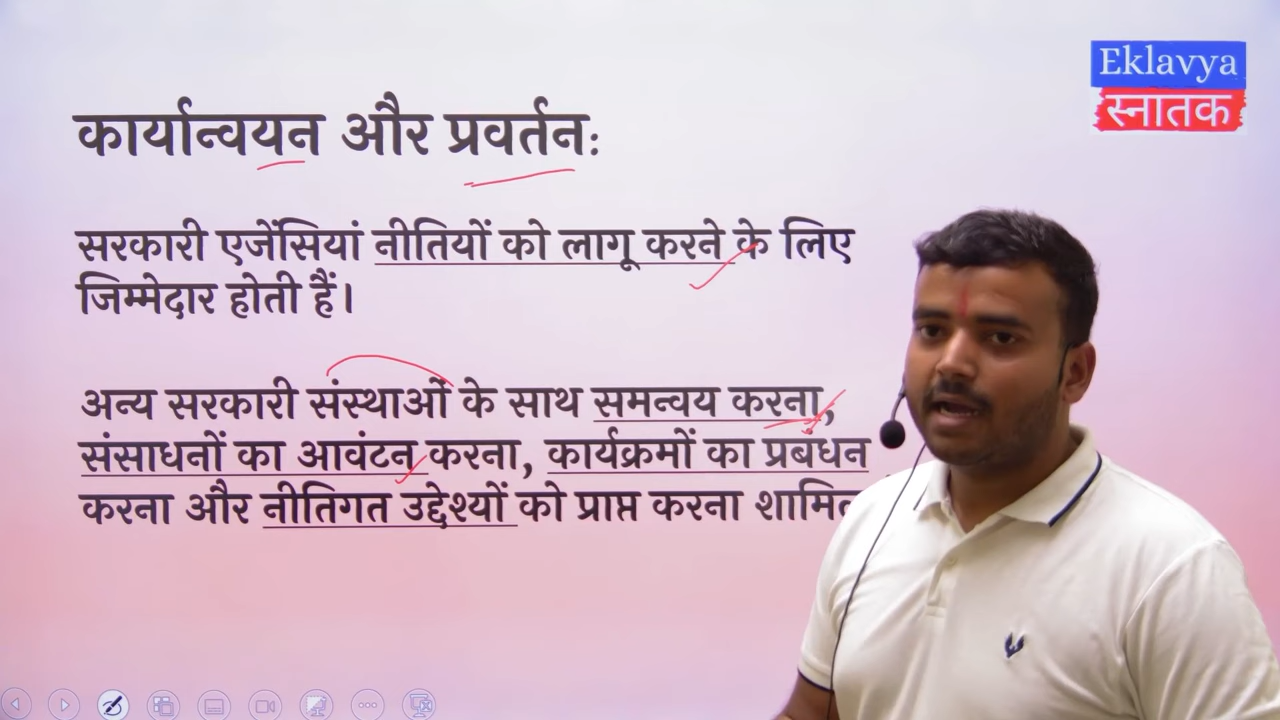 Eklavya
स्नातक
कार्यान्वयन और प्रवर्तन:
सरकारी एजेंसियां नीतियों को लागू करने के लिए
जिम्मेदार होती हैं।
अन्य सरकारी संस्थाओं के साथ समन्वय करना,
संसाधनों का आवंटन करना, कार्यक्रमों का प्रबंधन
करना और नीतिगत उद्देश्यों को प्राप्त करना